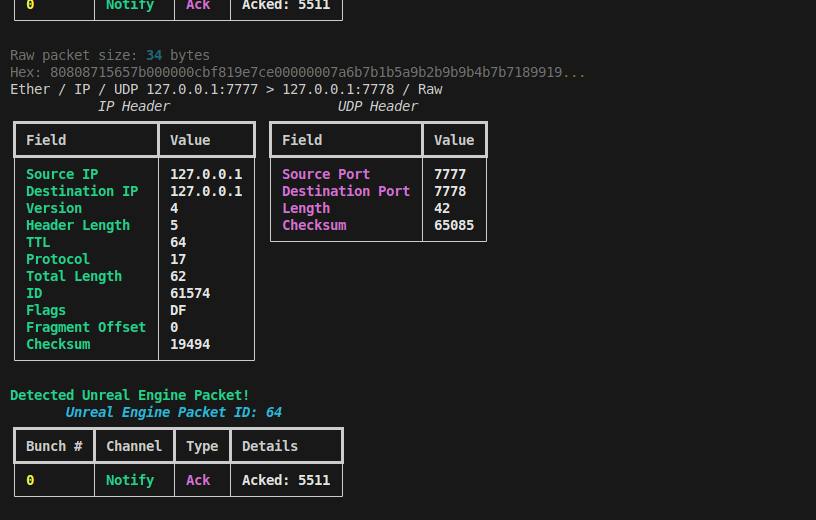 0 Notify Ack Acked: 5511
Raw packet size: 34 bytes
Hex: 80808715657b000000cbf819e7ce00000007a6b7b1b5a9b2b9b9b4b7b7189919...
Ether / IP / UDP 127.0.0.1:7777 > 127.0.0.1:7778 / Raw
IP Header
Field Value
Source IP 127.0.0.1
Destination IP 127.0.0.1
Version 4
Header Length 5
TTL 64
Protocol 17
Total Length 62
ID 61574
Flags DF
Fragment Offset 0
Checksum 19494
UDP Header
Field Value
Source Port 7777
Destination Port 7778
Length 42
Checksum 65085
Detected Unreal Engine Packet!
Unreal Engine Packet ID: 64
Bunch # Channel Type Details
0 Notify Ack Acked: 5511